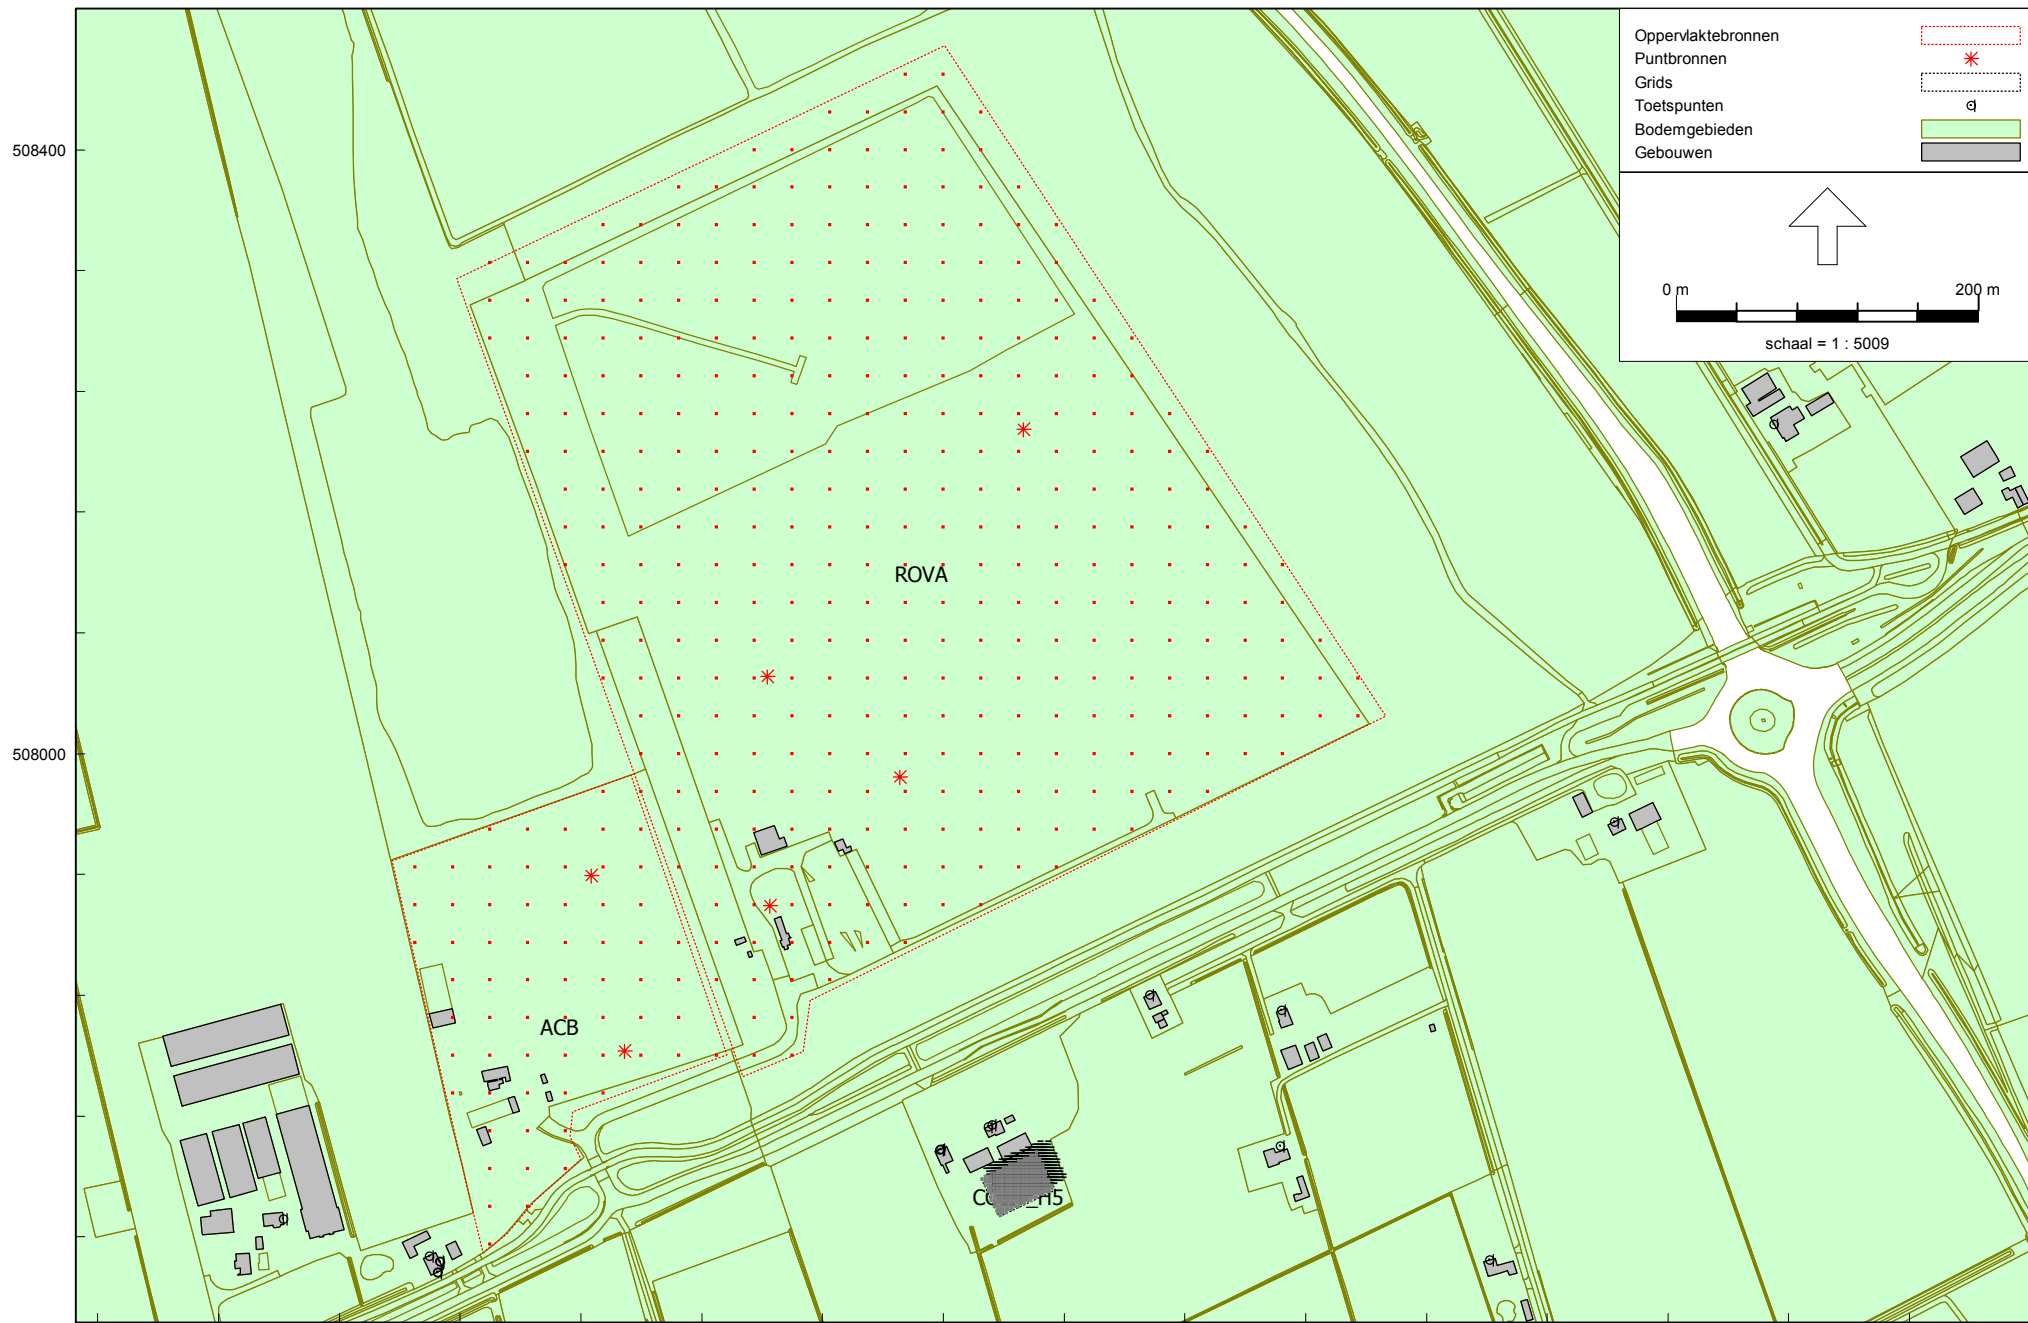 Oppervlaktebronnen
Puntbronnen
Grids
Toetspunten
Bodemgebieden
Gebouwen
0 m 200 m
schaal = 1 : 5009
508400
ROVA
508000
ACB